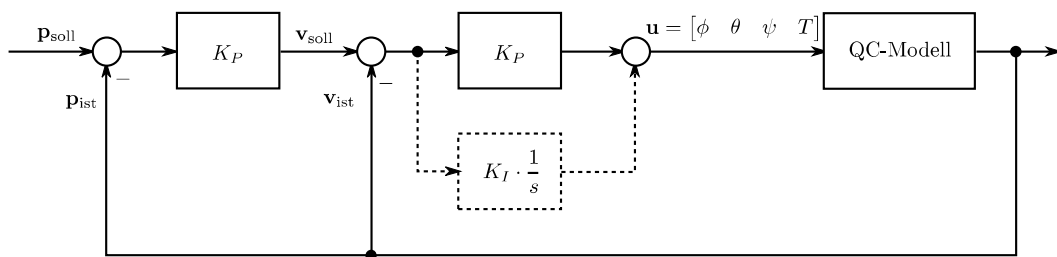 p_soll
K_P
v_soll
K_P
u = [ϕ θ ψ T]
QC-Modell
−
−
p_ist
v_ist
K_I · 1/s